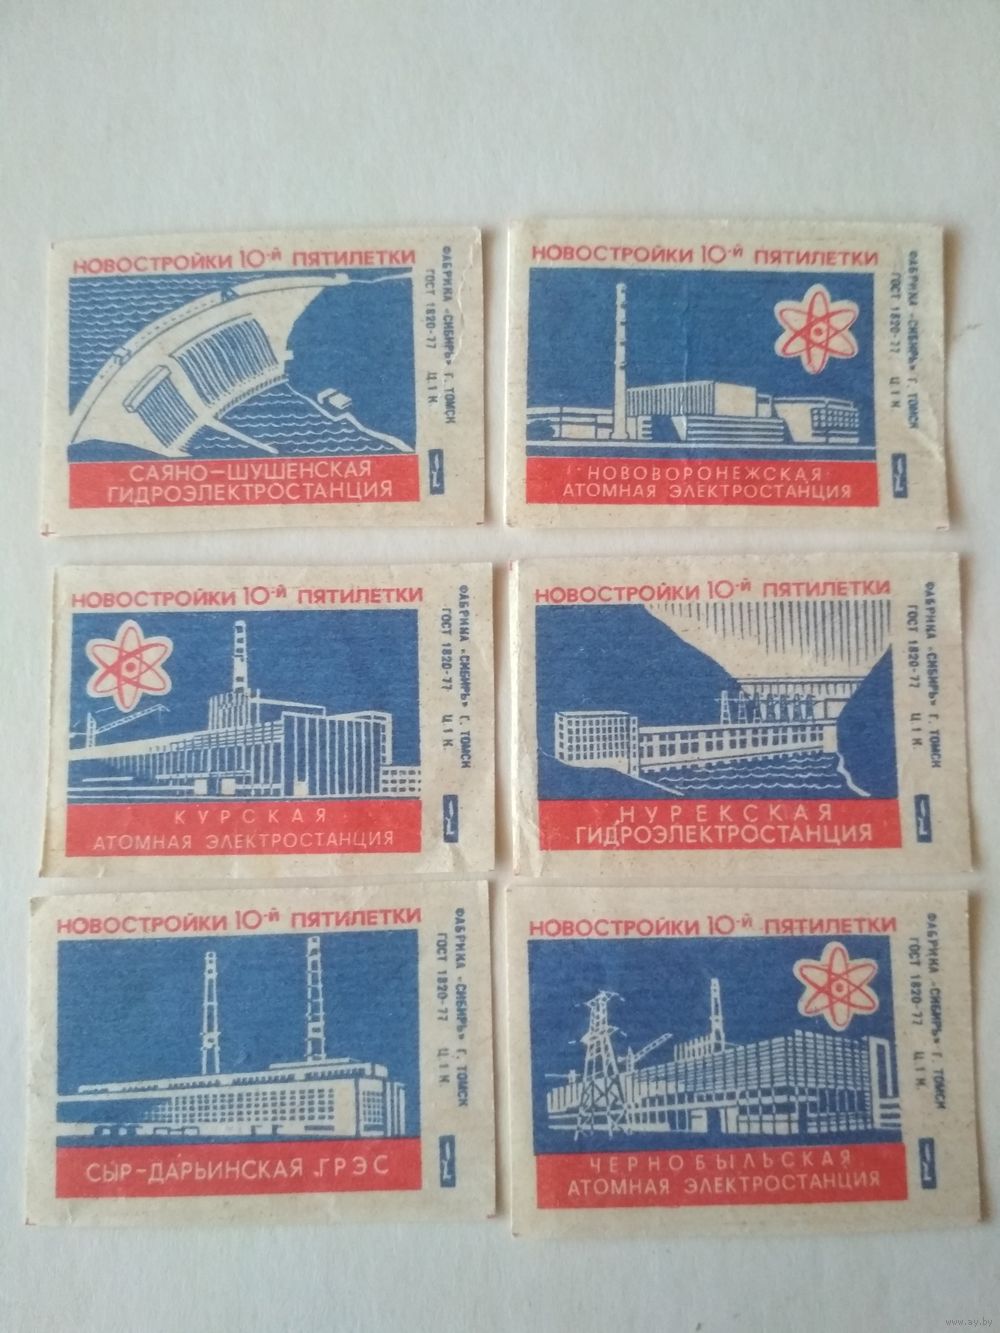 НОВОСТРОЙКИ 10-й ПЯТИЛЕТКИ
САЯНО-ШУШЕНСКАЯ
ГИДРОЭЛЕКТРОСТАНЦИЯ
ФАБРИКА «СИБИРЬ» Г. ТОМСК
ГОСТ 1820-77 Ц. 1 К.
НОВОСТРОЙКИ 10-й ПЯТИЛЕТКИ
НОВОВОРОНЕЖСКАЯ
АТОМНАЯ ЭЛЕКТРОСТАНЦИЯ
ФАБРИКА «СИБИРЬ» Г. ТОМСК
ГОСТ 1820-77 Ц. 1 К.
НОВОСТРОЙКИ 10-й ПЯТИЛЕТКИ
КУРСКАЯ
АТОМНАЯ ЭЛЕКТРОСТАНЦИЯ
ФАБРИКА «СИБИРЬ» Г. ТОМСК
ГОСТ 1820-77 Ц. 1 К.
НОВОСТРОЙКИ 10-й ПЯТИЛЕТКИ
НУРЕКСКАЯ
ГИДРОЭЛЕКТРОСТАНЦИЯ
ФАБРИКА «СИБИРЬ» Г. ТОМСК
ГОСТ 1820-77 Ц. 1 К.
НОВОСТРОЙКИ 10-й ПЯТИЛЕТКИ
СЫР-ДАРЬИНСКАЯ ГРЭС
ФАБРИКА «СИБИРЬ» Г. ТОМСК
ГОСТ 1820-77 Ц. 1 К.
НОВОСТРОЙКИ 10-й ПЯТИЛЕТКИ
ЧЕРНОБЫЛЬСКАЯ
АТОМНАЯ ЭЛЕКТРОСТАНЦИЯ
ФАБРИКА «СИБИРЬ» Г. ТОМСК
ГОСТ 1820-77 Ц. 1 К.
www.ay.by